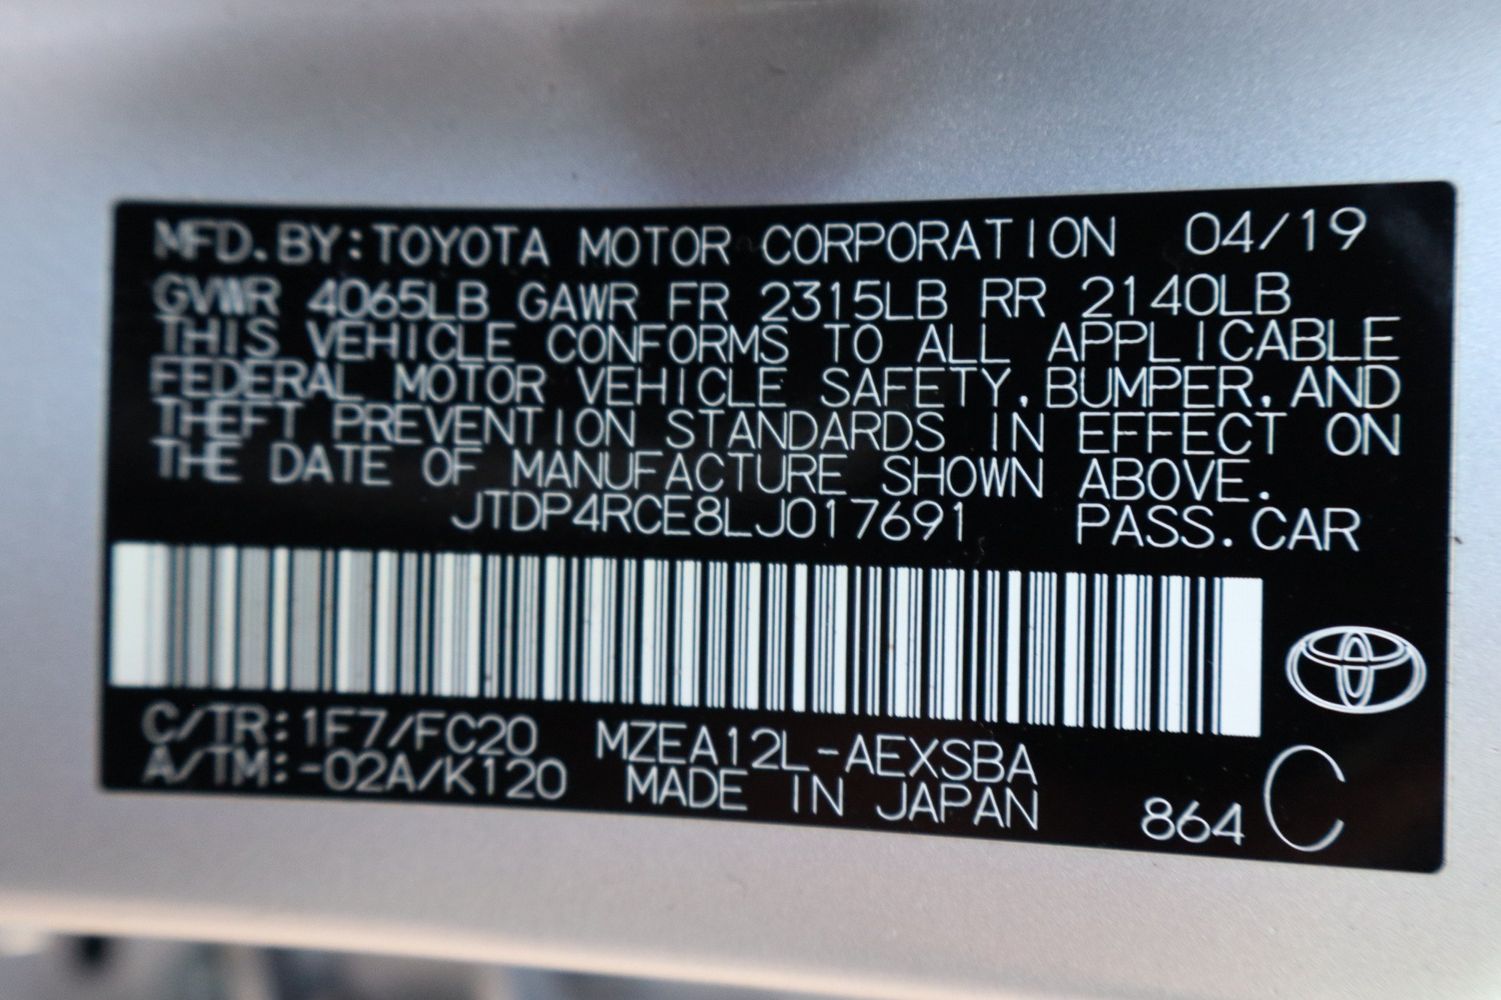 MFD. BY: TOYOTA MOTOR CORPORATION 04/19
GVWR 4065LB GAWR FR 2315LB RR 2140LB
THIS VEHICLE CONFORMS TO ALL APPLICABLE
FEDERAL MOTOR VEHICLE SAFETY, BUMPER, AND
THEFT PREVENTION STANDARDS IN EFFECT ON
THE DATE OF MANUFACTURE SHOWN ABOVE.
JTDP4RCE8LJ017691 PASS. CAR
C/TR: 1F7/FC20 MZEA12L-AEXSBA
A/TM: -02A/K120 MADE IN JAPAN 864 C